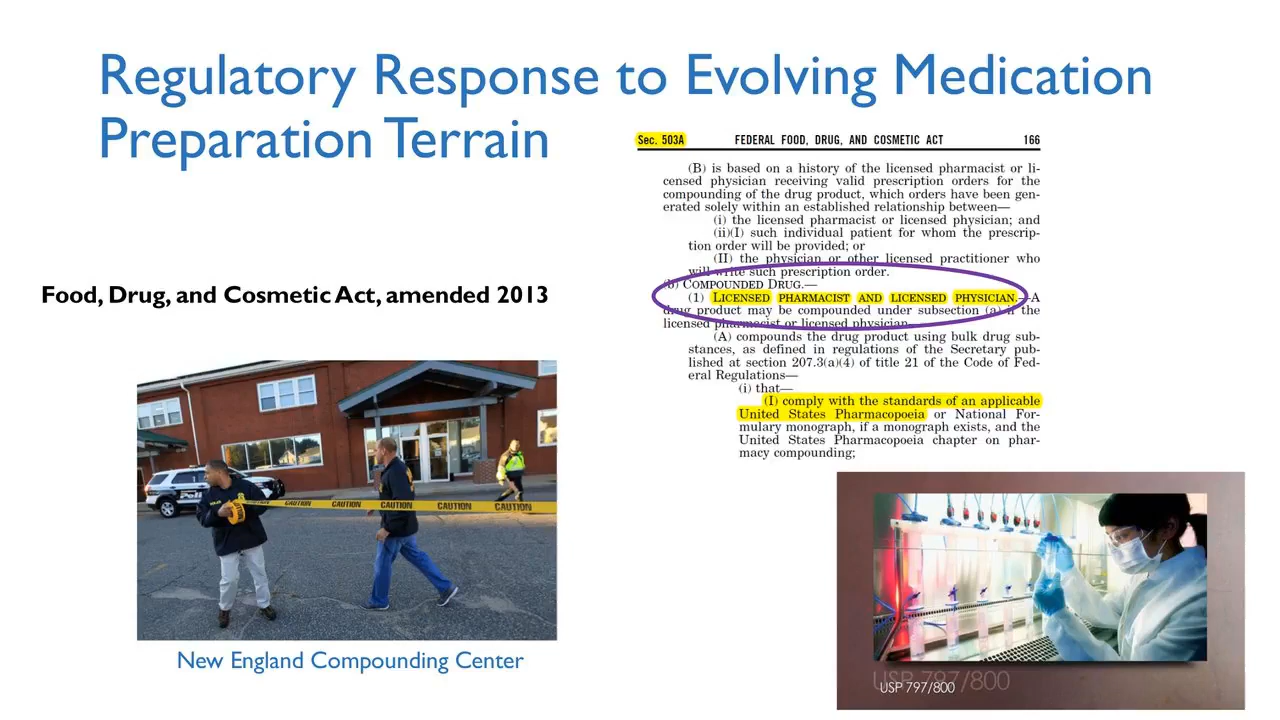 Regulatory Response to Evolving Medication
Preparation Terrain
Sec. 503A FEDERAL FOOD, DRUG, AND COSMETIC ACT 166
(B) is based on a history of the licensed pharmacist or li-
censed physician receiving valid prescription orders for the
compounding of the drug product, which orders have been gen-
erated solely within an established relationship between—
(i) the licensed pharmacist or licensed physician; and
(ii)(I) such individual patient for whom the prescrip-
tion order will be provided; or
(II) the physician or other licensed practitioner who
will write such prescription order.
(b) COMPOUNDED DRUG.—
(1) LICENSED PHARMACIST AND LICENSED PHYSICIAN.—A
drug product may be compounded under subsection (a) if the
licensed pharmacist or licensed physician—
(A) compounds the drug product using bulk drug sub-
stances, as defined in regulations of the Secretary pub-
lished at section 207.3(a)(4) of title 21 of the Code of Fed-
eral Regulations—
(i) that—
(I) comply with the standards of an applicable
United States Pharmacopoeia or National For-
mulary monograph, if a monograph exists, and the
United States Pharmacopoeia chapter on phar-
macy compounding;
Food, Drug, and Cosmetic Act, amended 2013
CAUTION CAUTION CAUTION CAUTION CAUTION
New England Compounding Center
USP 797/800
USP 797/800